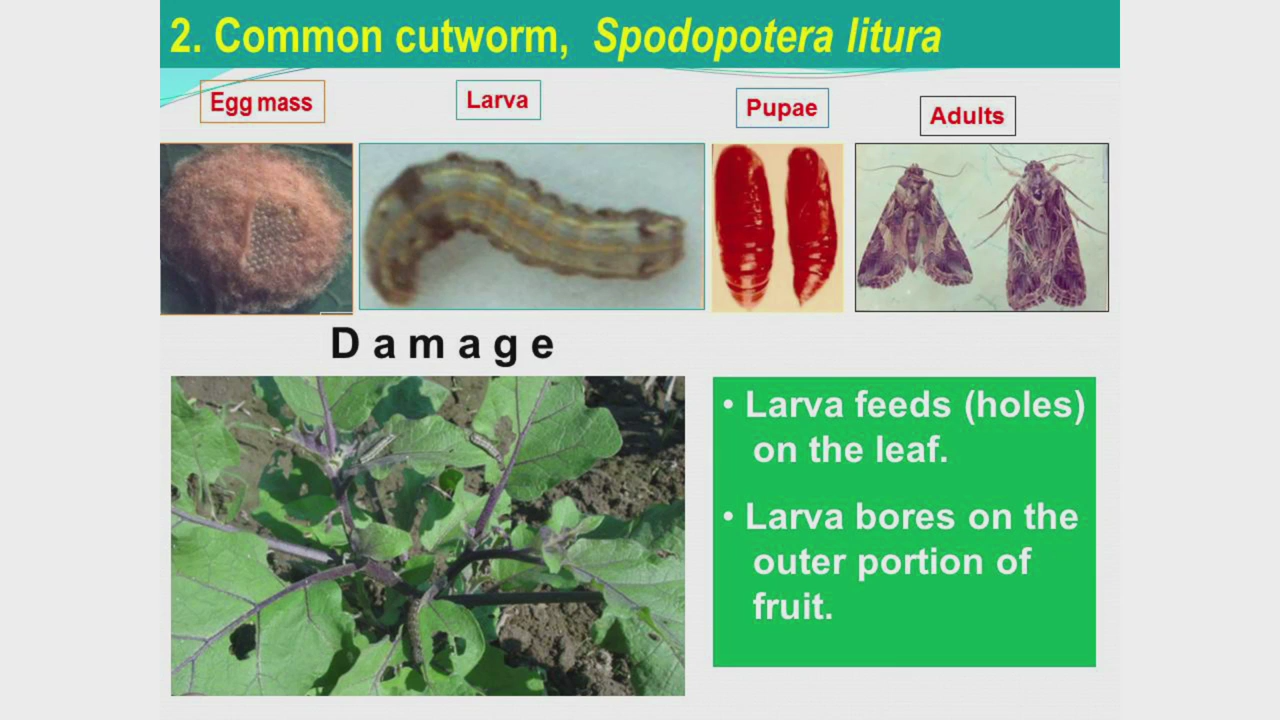 2. Common cutworm, Spodopotera litura
Egg mass
Larva
Pupae
Adults
Damage
• Larva feeds (holes)
on the leaf.
• Larva bores on the
outer portion of
fruit.